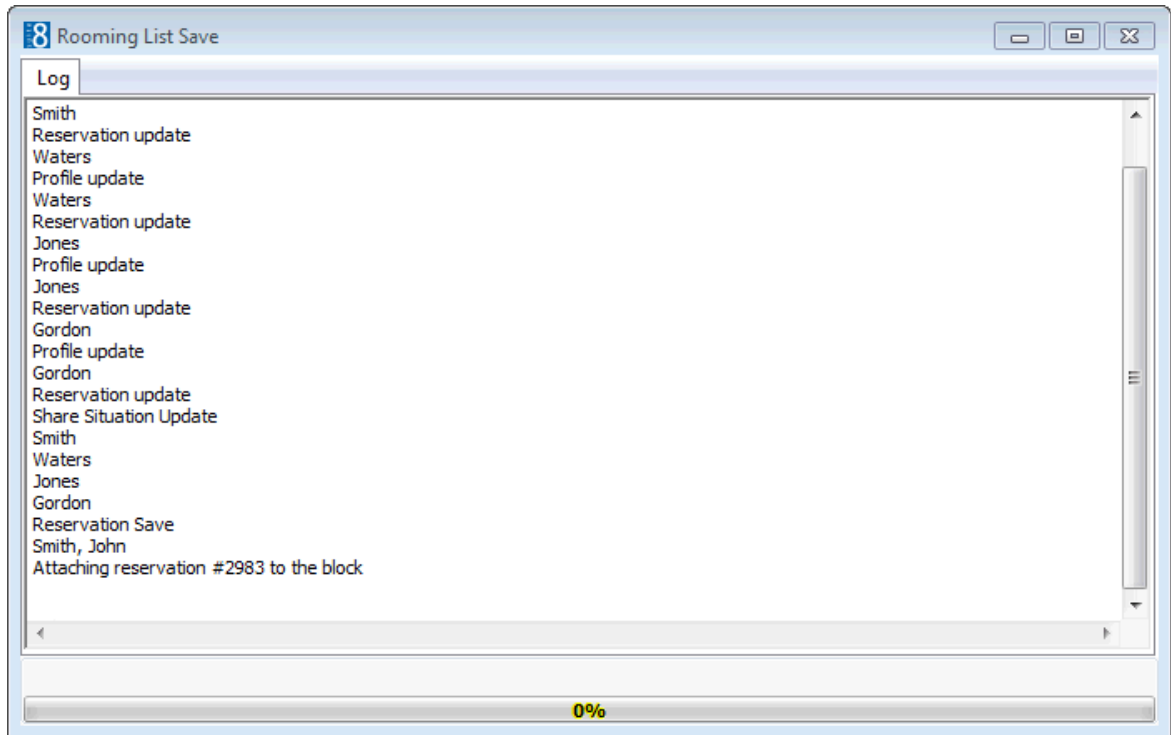 8 Rooming List Save
Log
Smith
Reservation update
Waters
Profile update
Waters
Reservation update
Jones
Profile update
Jones
Reservation update
Gordon
Profile update
Gordon
Reservation update
Share Situation Update
Smith
Waters
Jones
Gordon
Reservation Save
Smith, John
Attaching reservation #2983 to the block
0%